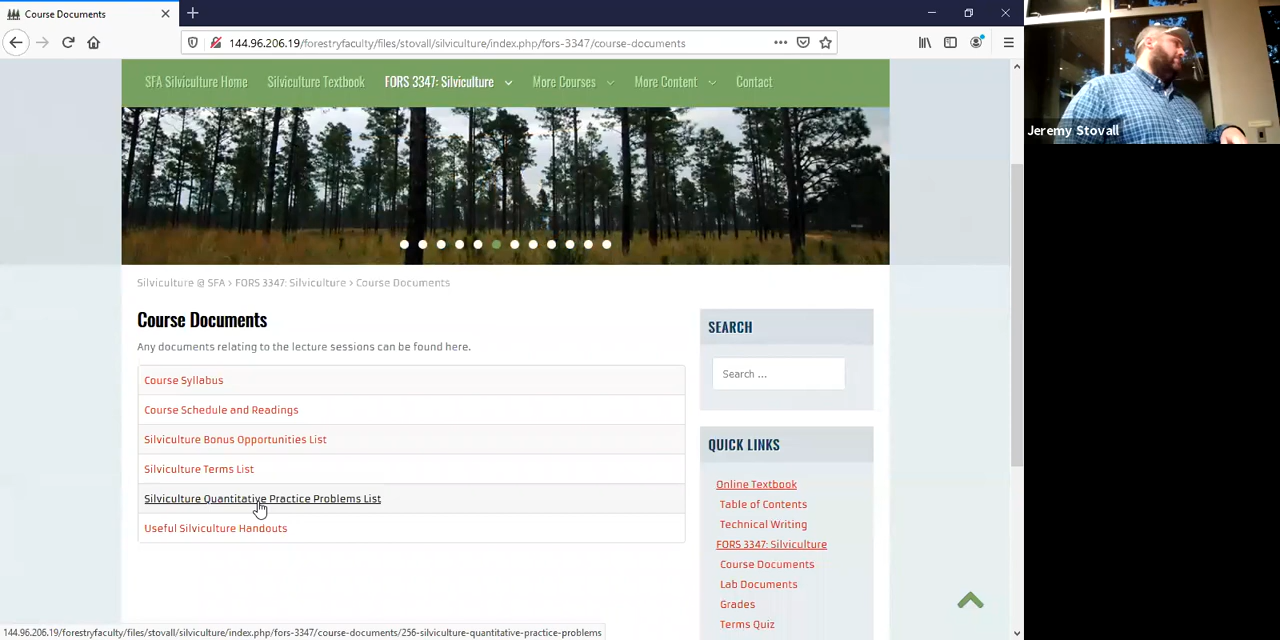 Course Documents
144.96.206.19/forestryfaculty/files/stovall/silviculture/index.php/fors-3347/course-documents
SFA Silviculture Home
Silviculture Textbook
FORS 3347: Silviculture
More Courses
More Content
Contact
Jeremy Stovall
Silviculture @ SFA > FORS 3347: Silviculture > Course Documents
Course Documents
Any documents relating to the lecture sessions can be found here.
Course Syllabus
Course Schedule and Readings
Silviculture Bonus Opportunities List
Silviculture Terms List
Silviculture Quantitative Practice Problems List
Useful Silviculture Handouts
SEARCH
Search ...
QUICK LINKS
Online Textbook
Table of Contents
Technical Writing
FORS 3347: Silviculture
Course Documents
Lab Documents
Grades
Terms Quiz
144.96.206.19/forestryfaculty/files/stovall/silviculture/index.php/fors-3347/course-documents/256-silviculture-quantitative-practice-problems